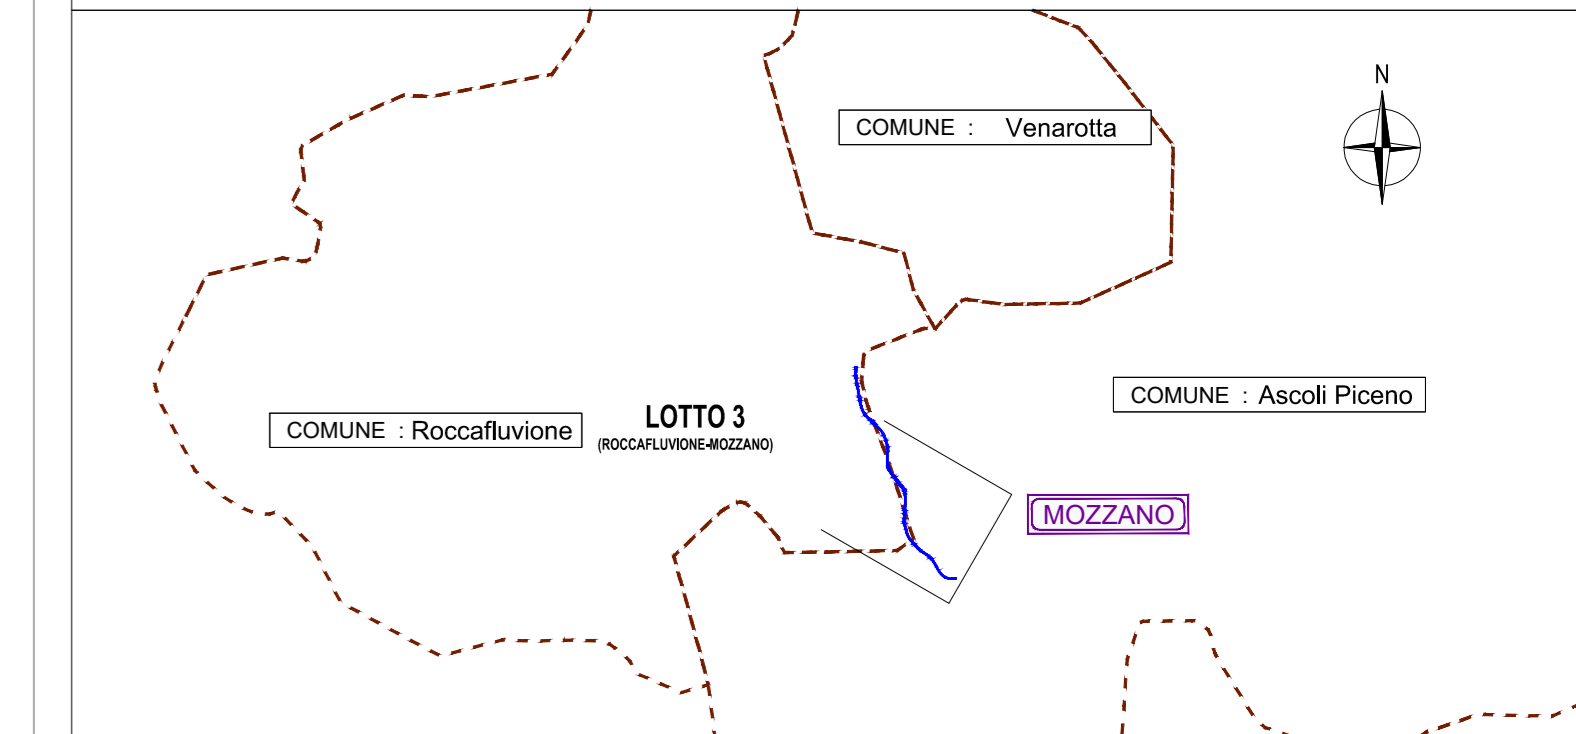 N
COMUNE : Venarotta
COMUNE : Ascoli Piceno
LOTTO 3
(ROCCAFLUVIONE-MOZZANO)
COMUNE : Roccafluvione
MOZZANO